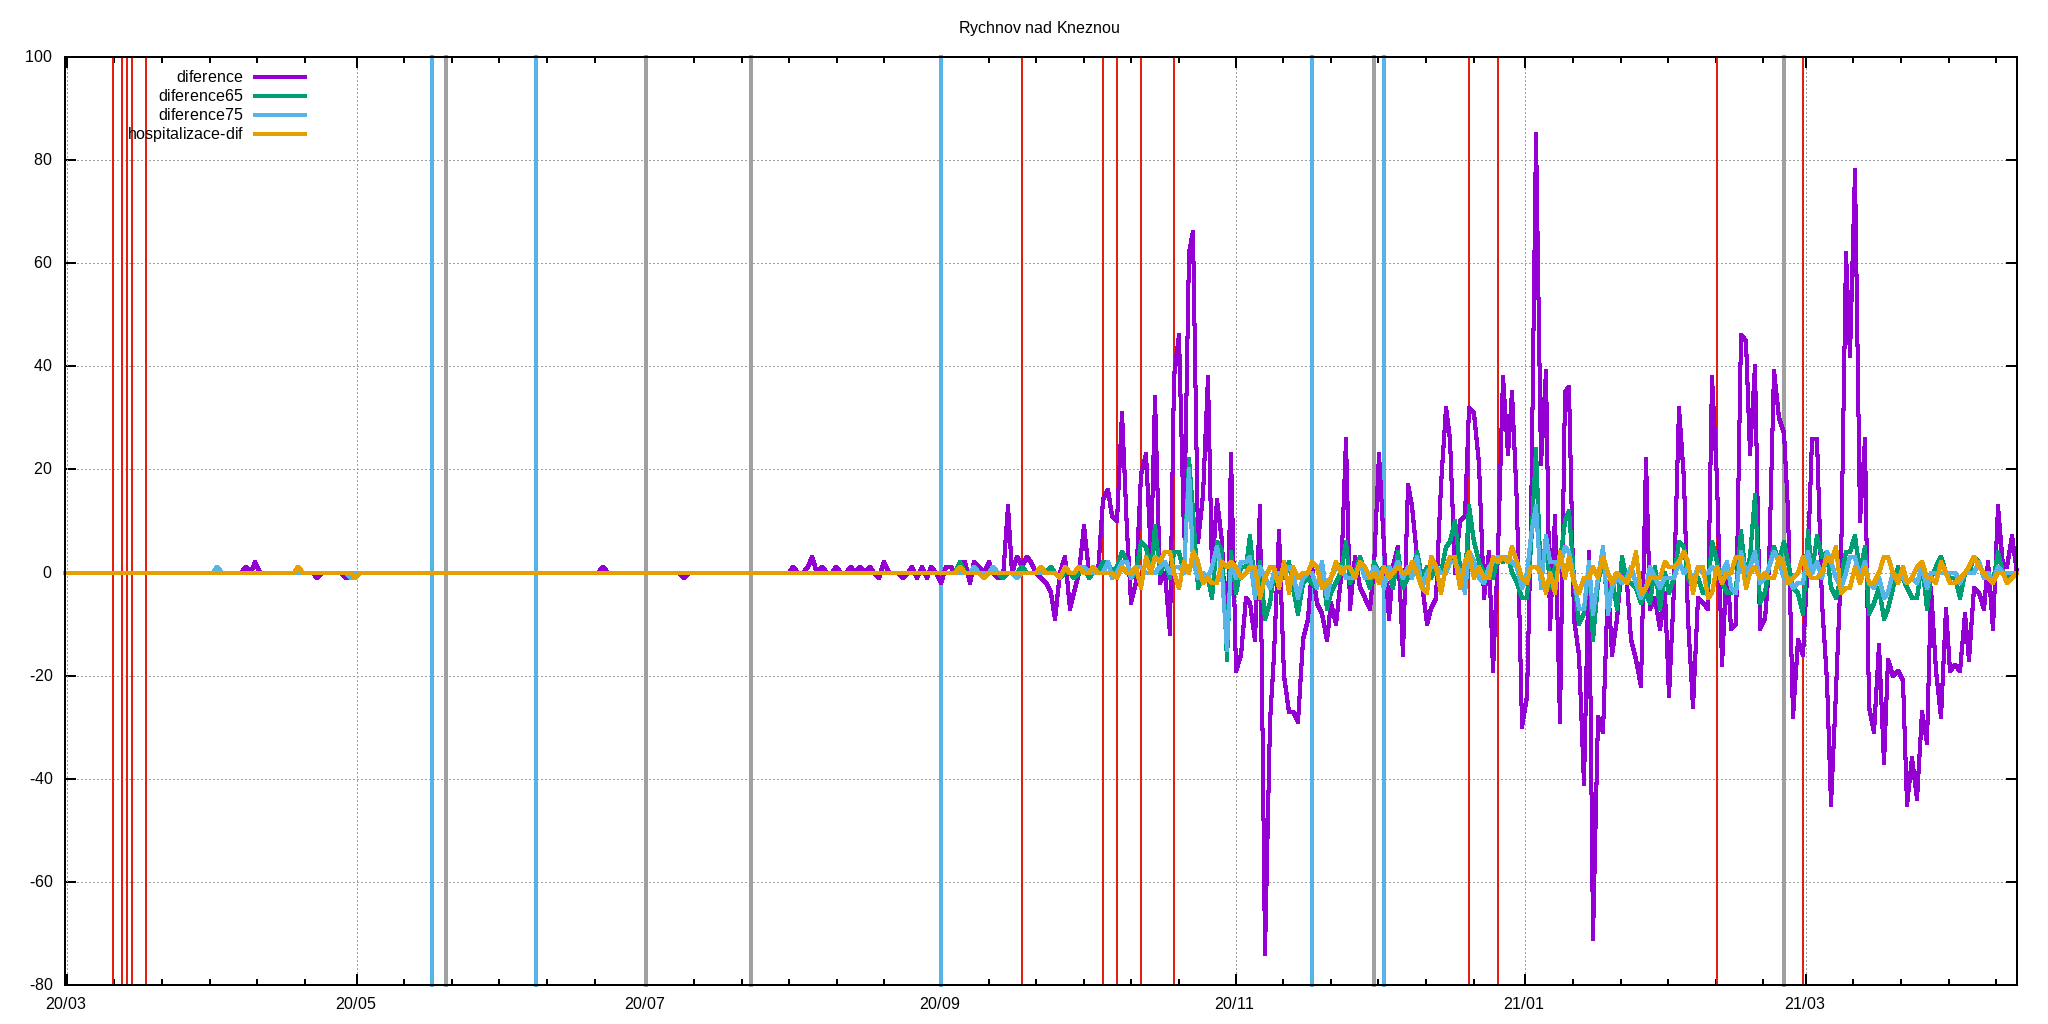 Rychnov nad Kneznou
100
80
60
40
20
0
-20
-40
-60
-80
diference
diference65
diference75
hospitalizace-dif
20/03 20/05 20/07 20/09 20/11 21/01 21/03